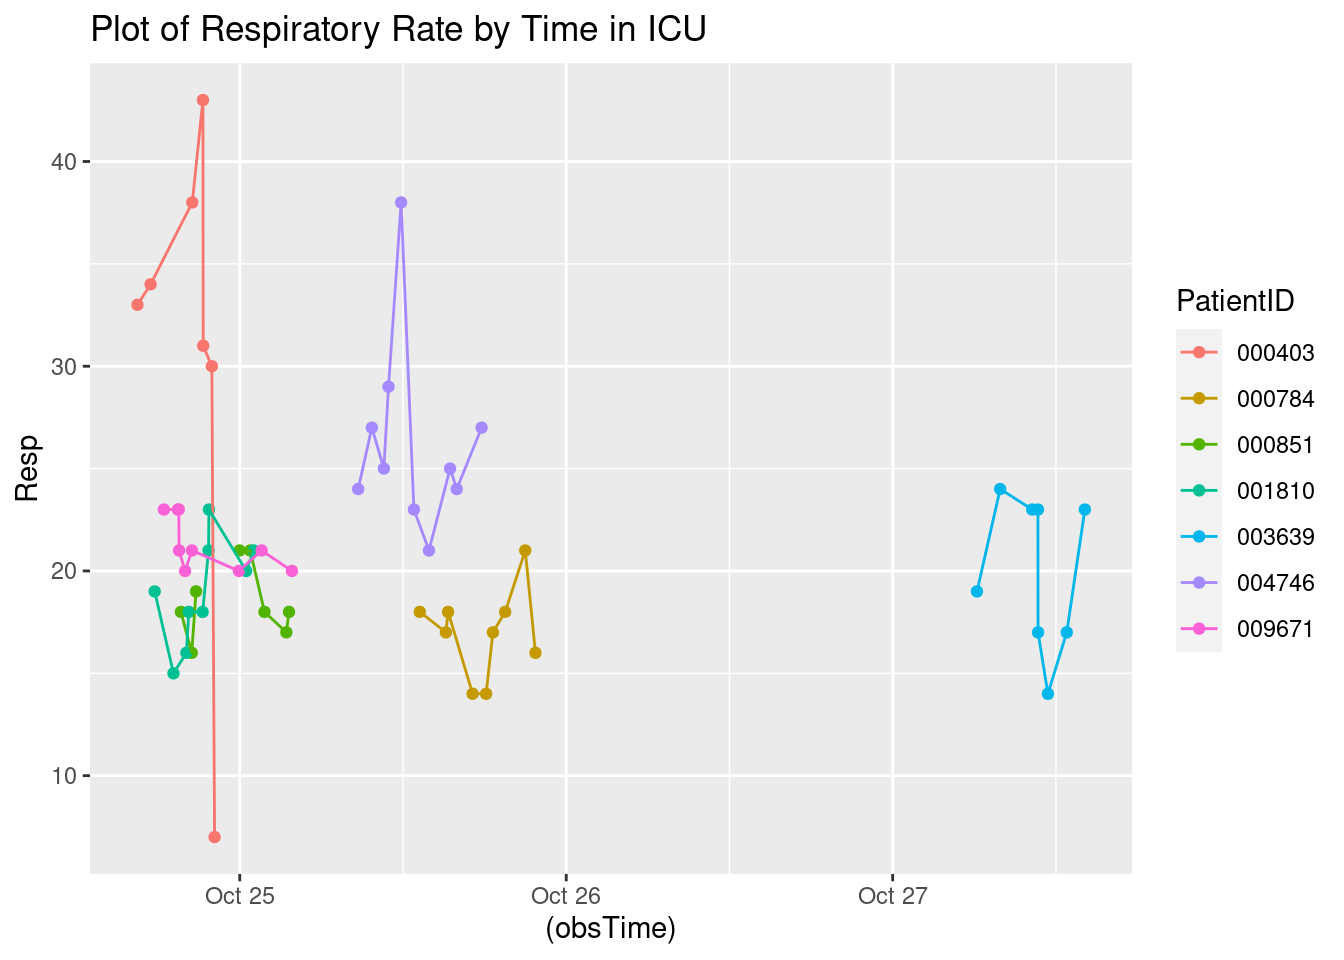 Plot of Respiratory Rate by Time in ICU
40
30
20
10
Resp
Oct 25
Oct 26
Oct 27
(obsTime)
PatientID
000403
000784
000851
001810
003639
004746
009671